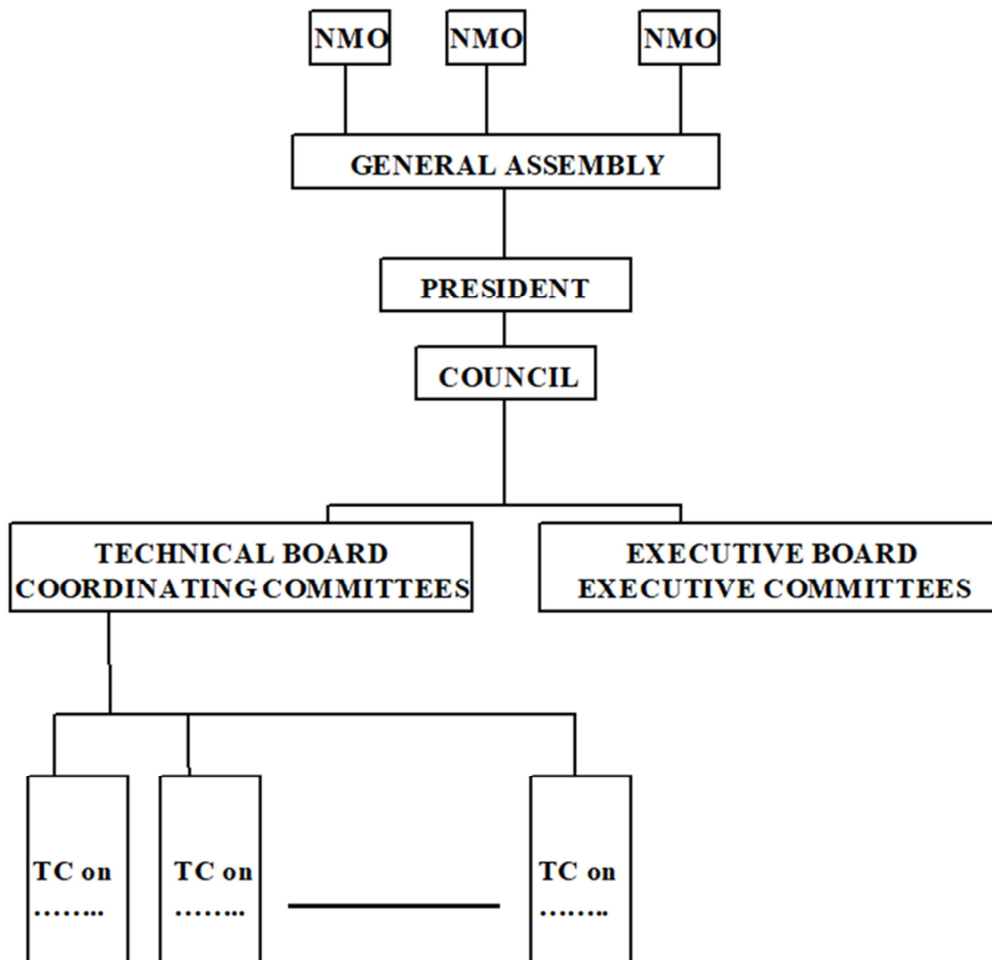 NMO NMO NMO
GENERAL ASSEMBLY
PRESIDENT
COUNCIL
TECHNICAL BOARD
COORDINATING COMMITTEES
EXECUTIVE BOARD
EXECUTIVE COMMITTEES
TC on
……...
TC on
……...
TC on
……..